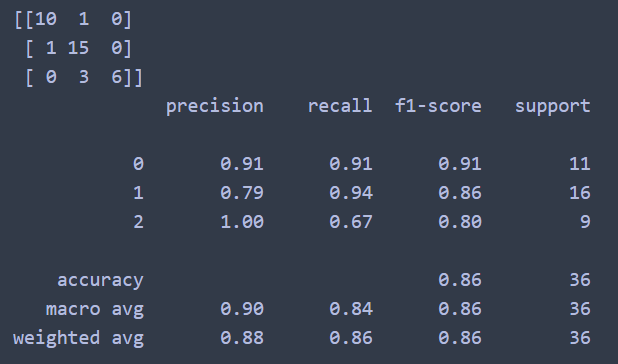 [[10  1  0]
 [ 1 15  0]
 [ 0  3  6]]
              precision    recall  f1-score   support

           0       0.91      0.91      0.91        11
           1       0.79      0.94      0.86        16
           2       1.00      0.67      0.80         9

    accuracy                           0.86        36
   macro avg       0.90      0.84      0.86        36
weighted avg       0.88      0.86      0.86        36